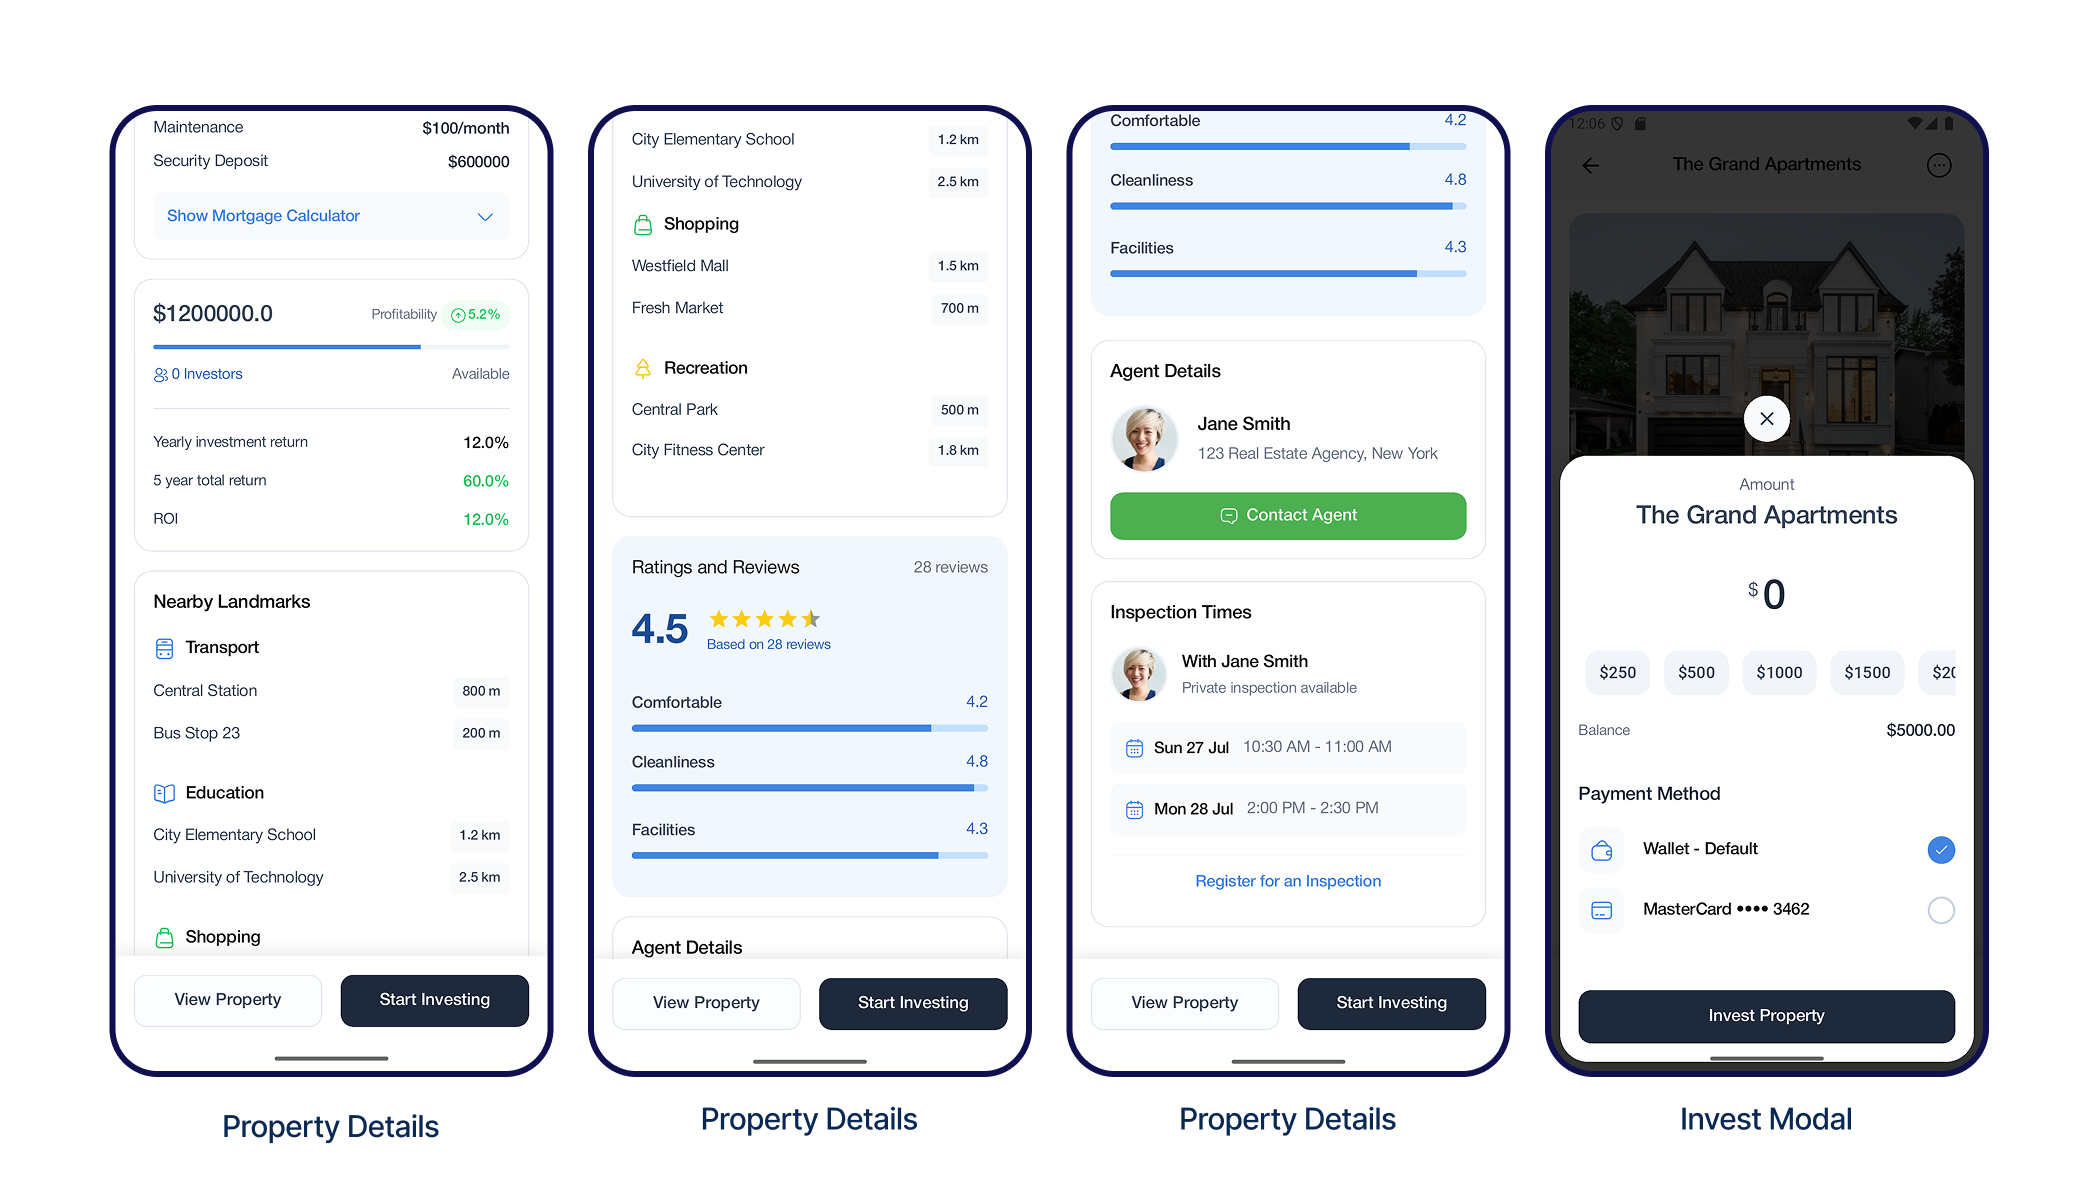 Maintenance $100/month
Security Deposit $600000
Show Mortgage Calculator
$1200000.0 Profitability 5.2%
0 Investors Available
Yearly investment return 12.0%
5 year total return 60.0%
ROI 12.0%
Nearby Landmarks
Transport
Central Station 800 m
Bus Stop 23 200 m
Education
City Elementary School 1.2 km
University of Technology 2.5 km
Shopping
View Property Start Investing
Property Details
City Elementary School 1.2 km
University of Technology 2.5 km
Shopping
Westfield Mall 1.5 km
Fresh Market 700 m
Recreation
Central Park 500 m
City Fitness Center 1.8 km
Ratings and Reviews 28 reviews
4.5
Based on 28 reviews
Comfortable 4.2
Cleanliness 4.8
Facilities 4.3
Agent Details
View Property Start Investing
Property Details
Comfortable 4.2
Cleanliness 4.8
Facilities 4.3
Agent Details
Jane Smith
123 Real Estate Agency, New York
Contact Agent
Inspection Times
With Jane Smith
Private inspection available
Sun 27 Jul 10:30 AM - 11:00 AM
Mon 28 Jul 2:00 PM - 2:30 PM
Register for an Inspection
View Property Start Investing
Property Details
12:06
The Grand Apartments
Amount
The Grand Apartments
$ 0
$250 $500 $1000 $1500
Balance $5000.00
Payment Method
Wallet - Default
MasterCard •••• 3462
Invest Property
Invest Modal